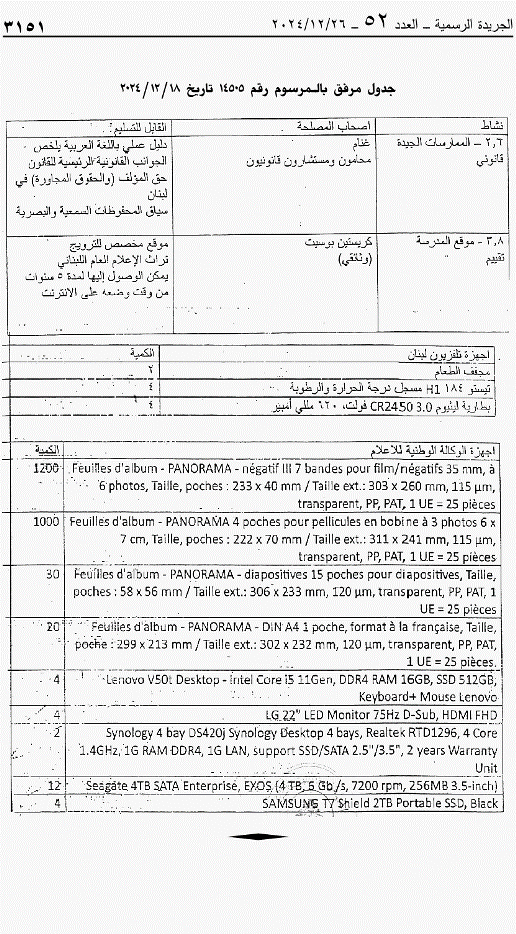 الجريدة الرسمية – العدد ٥٢ – ٢٠٢٤/١٢/٢٦
٣١٥١
جدول مرفق بالـمرسوم رقم ١٤٥٠٥ تاريخ ٢٠٢٤/١٢/١٨
نشاط
اصحاب المصلحة
القابل للتسليم:
٢,٦ – الممارسات الجيدة
قانوني
غنام
محامون ومستشارون قانونيون
دليل عملي باللغة العربية يلخص
الجوانب القانونية الرئيسية للقانون
حق المؤلف (والحقوق المجاورة) في
لبنان
سياق المحفوظات السمعية والبصرية
٣,٨ - موقع المدرسة
تقييم
كريستين بوسيت
(وثائقي)
موقع مخصص للترويج
تراث الإعلام العام اللبناني
يمكن الوصول إليها لمدة ٥ سنوات
من وقت وضعه على الانترنت
اجهزة تلفزيون لبنان
الكمية
مجفف الطعام
٢
تيستو ١٨٤ H1 مسجل درجة الحرارة والرطوبة
٤
بطارية ليثيوم CR2450 3.0 فولت، ٦٢٠ مللي أمبير
٤
اجهزة الوكالة الوطنية للاعلام
الكمية
1200 Feuilles d'album - PANORAMA - négatif III 7 bandes pour film/négatifs 35 mm, à
6 photos, Taille, poches : 233 x 40 mm / Taille ext.: 303 x 260 mm, 115 µm,
transparent, PP, PAT, 1 UE = 25 pièces
1000 Feuilles d'album - PANORAMA 4 poches pour pellicules en bobine à 3 photos 6 x
7 cm, Taille, poches : 222 x 70 mm / Taille ext.: 311 x 241 mm, 115 µm,
transparent, PP, PAT, 1 UE = 25 pièces
30 Feuilles d'album - PANORAMA - diapositives 15 poches pour diapositives, Taille,
poches : 58 x 56 mm / Taille ext.: 306 x 233 mm, 120 µm, transparent, PP, PAT, 1
UE = 25 pièces
20 Feuilles d'album - PANORAMA - DIN A4 1 poche, format à la française, Taille,
poche : 299 x 213 mm / Taille ext.: 302 x 232 mm, 120 µm, transparent, PP, PAT,
1 UE = 25 pièces.
4 Lenovo V50t Desktop - Intel Core i5 11Gen, DDR4 RAM 16GB, SSD 512GB,
Keyboard+ Mouse Lenovo
4 LG 22" LED Monitor 75Hz D-Sub, HDMI FHD
2 Synology 4 bay DS420j Synology Desktop 4 bays, Realtek RTD1296, 4 Core
1.4GHz, 1G RAM DDR4, 1G LAN, support SSD/SATA 2.5"/3.5", 2 years Warranty
Unit
12 Seagate 4TB SATA Enterprise, EXOS (4 TB, 6 Gb/s, 7200 rpm, 256MB 3.5-inch)
4 SAMSUNG T7 Shield 2TB Portable SSD, Black